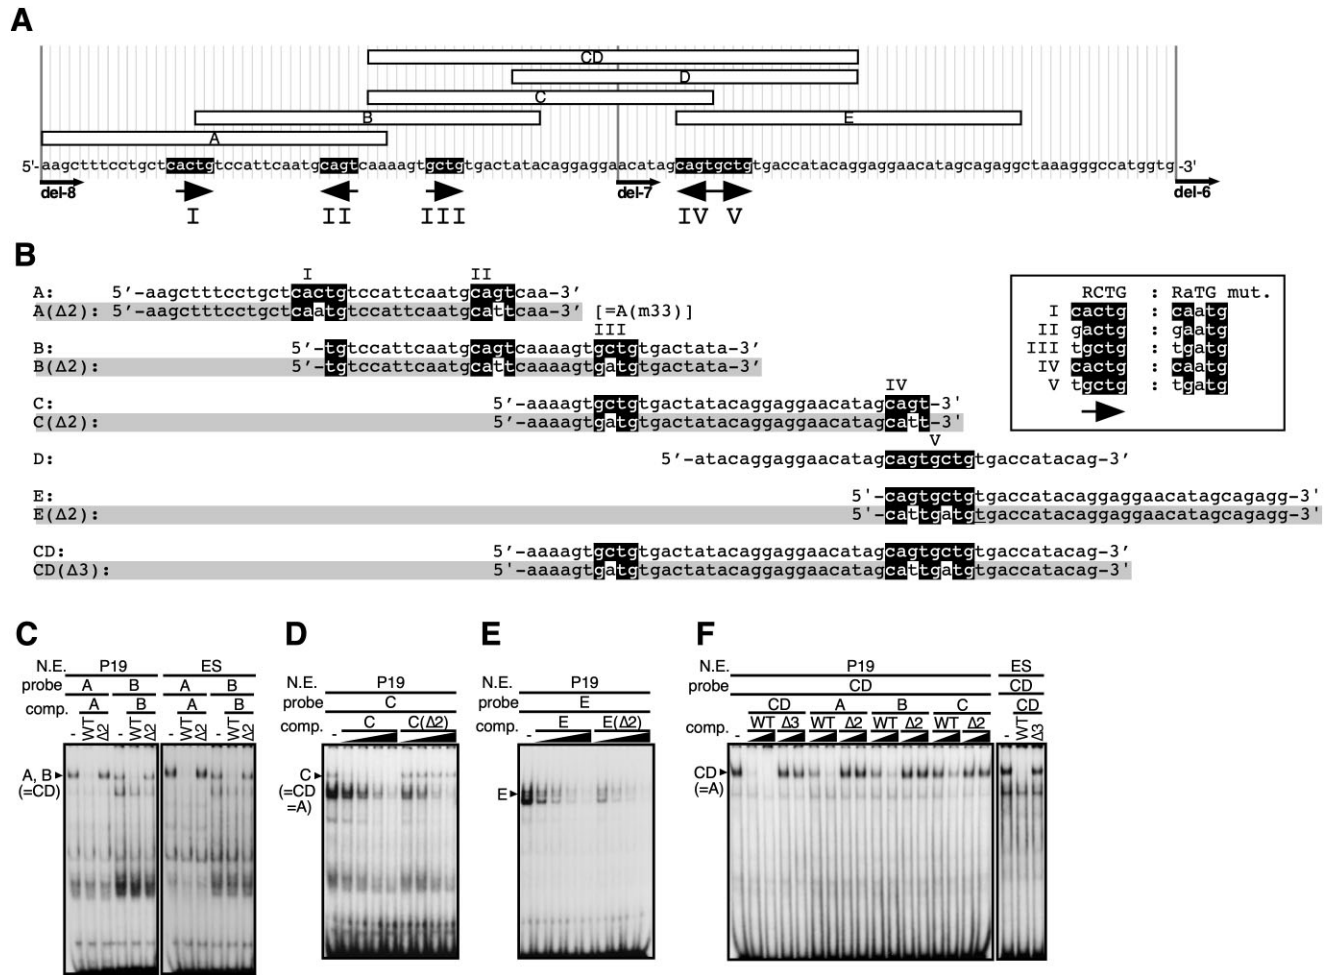 A
CD
D
C
B E
A
5'-aagctttcctgctcactgtccattcaatgcagtcaaaagtgctgtgactatacaggaggaacatagcagtgctgtgaccatacaggaggaacatagcagaggctaaagggccatggtg-3'
del-8 del-7 del-6
I II III IV V
B
I II
A: 5’-aagctttcctgctcactgtccattcaatgcagtcaa-3’
A(Δ2): 5’-aagctttcctgctcaatgtccattcaatgcattcaa-3’ [=A(m33)]
III
B: 5’-tgtccattcaatgcagtcaaaagtgctgtgactata-3’
B(Δ2): 5’-tgtccattcaatgcattcaaaagtgatgtgactata-3’
IV
C: 5’-aaaagtgctgtgactatacaggaggaacatagcagt-3'
C(Δ2): 5’-aaaagtgatgtgactatacaggaggaacatagcatt-3'
V
D: 5’-atacaggaggaacatagcagtgctgtgaccatacag-3’
E: 5'-cagtgctgtgaccatacaggaggaacatagcagagg-3'
E(Δ2): 5'-cattgatgtgaccatacaggaggaacatagcagagg-3'
CD: 5’-aaaagtgctgtgactatacaggaggaacatagcagtgctgtgaccatacag-3’
CD(Δ3): 5'-aaaagtgatgtgactatacaggaggaacatagcattgatgtgaccatacag-3'
RCTG : RaTG mut.
I cactg : caatg
II gactg : gaatg
III tgctg : tgatg
IV cactg : caatg
V tgctg : tgatg
C
N.E. P19 ES
probe A B A B
comp. A B A B
- WT Δ2 - WT Δ2 - WT Δ2 - WT Δ2
A, B
(=CD)
D
N.E. P19
probe C
comp. C C(Δ2)
-
C
(=CD
=A)
E
N.E. P19
probe E
comp. E E(Δ2)
-
E
F
N.E. P19 ES
probe CD CD
comp. CD A B C CD
- WT Δ3 WT Δ2 WT Δ2 WT Δ2 - WT Δ3
CD
(=A)